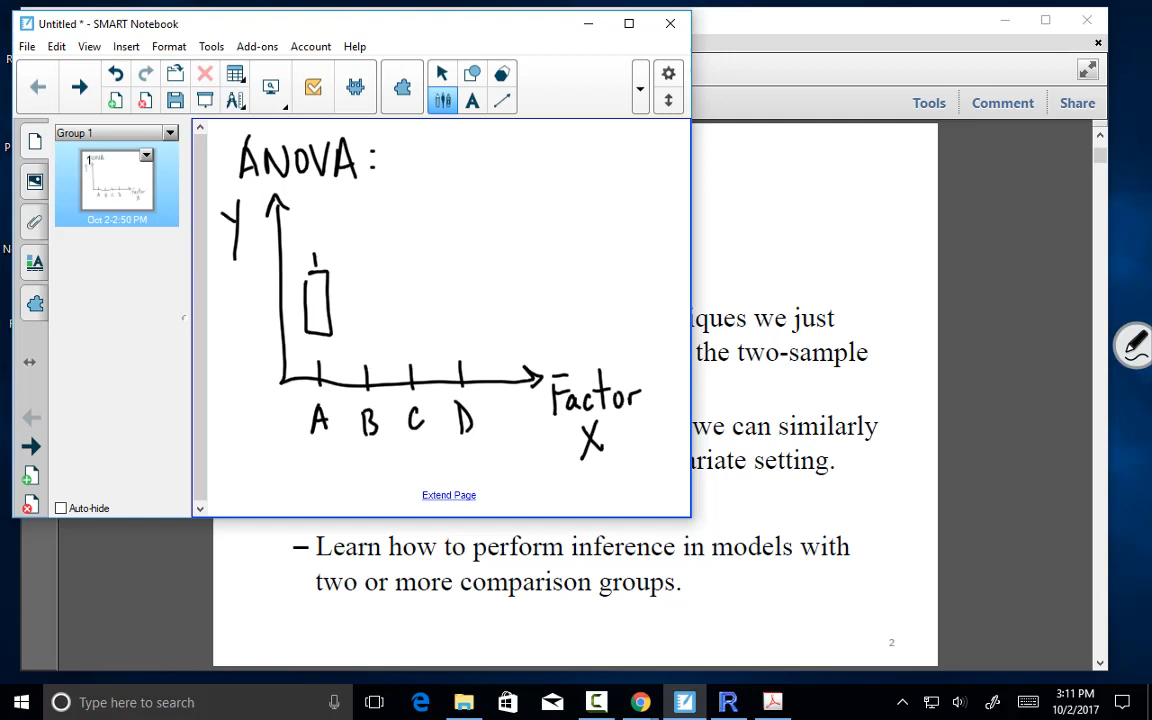 Untitled * - SMART Notebook
File Edit View Insert Format Tools Add-ons Account Help
Tools Comment Share
Group 1
1
Oct 2-2:50 PM
Auto-hide
ANOVA:
Y
A B C D
Factor
X
Extend Page
iques we just
the two-sample
we can similarly
ariate setting.
– Learn how to perform inference in models with
two or more comparison groups.
2
Type here to search
3:11 PM
10/2/2017